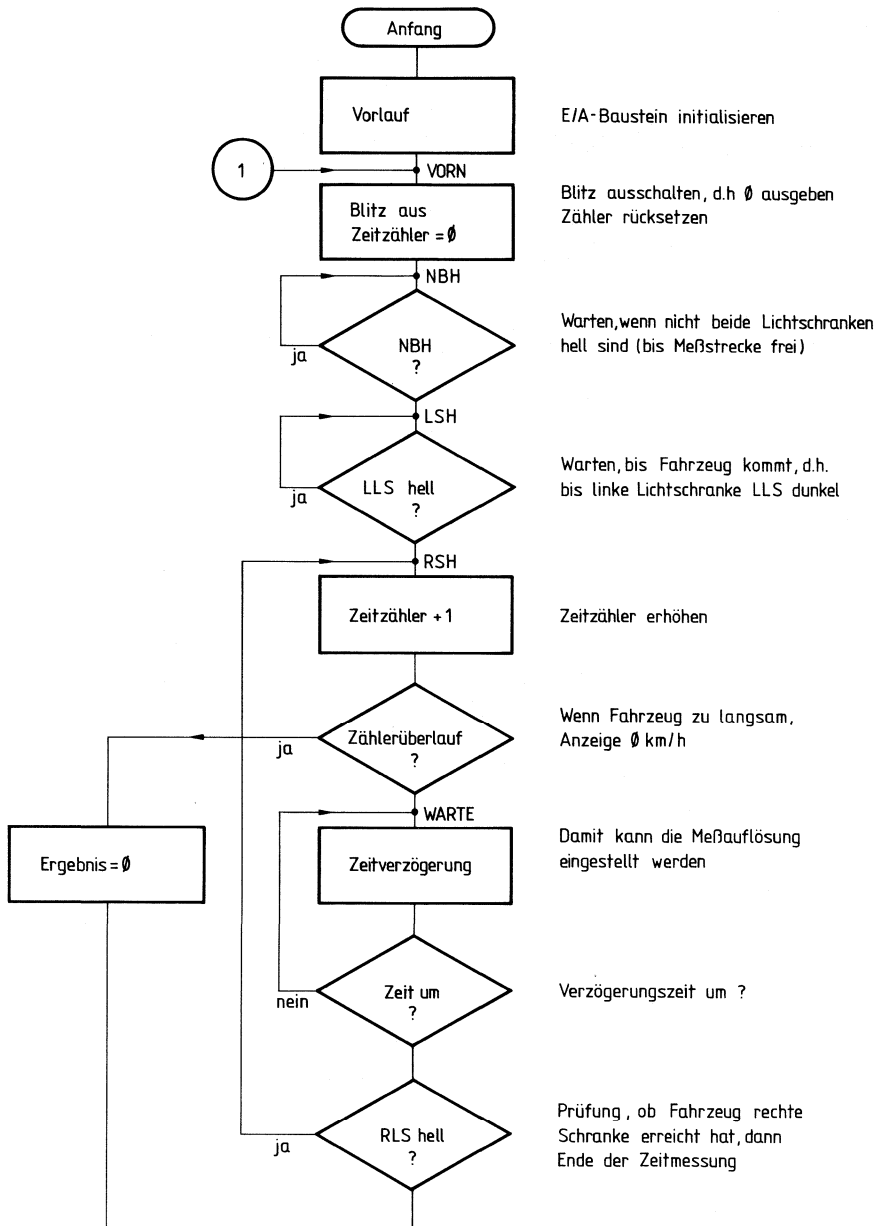 Anfang
Vorlauf
E/A-Baustein initialisieren
1
VORN
Blitz aus
Zeitzähler = Ø
Blitz ausschalten, d.h Ø ausgeben
Zähler rücksetzen
NBH
NBH
?
ja
Warten, wenn nicht beide Lichtschranken
hell sind (bis Meßstrecke frei)
LSH
LLS hell
?
ja
Warten, bis Fahrzeug kommt, d.h.
bis linke Lichtschranke LLS dunkel
RSH
Zeitzähler +1
Zeitzähler erhöhen
Zählerüberlauf
?
ja
Wenn Fahrzeug zu langsam,
Anzeige Ø km/h
WARTE
Ergebnis = Ø
Zeitverzögerung
Damit kann die Meßauflösung
eingestellt werden
Zeit um
?
nein
Verzögerungszeit um ?
RLS hell
?
ja
Prüfung, ob Fahrzeug rechte
Schranke erreicht hat, dann
Ende der Zeitmessung